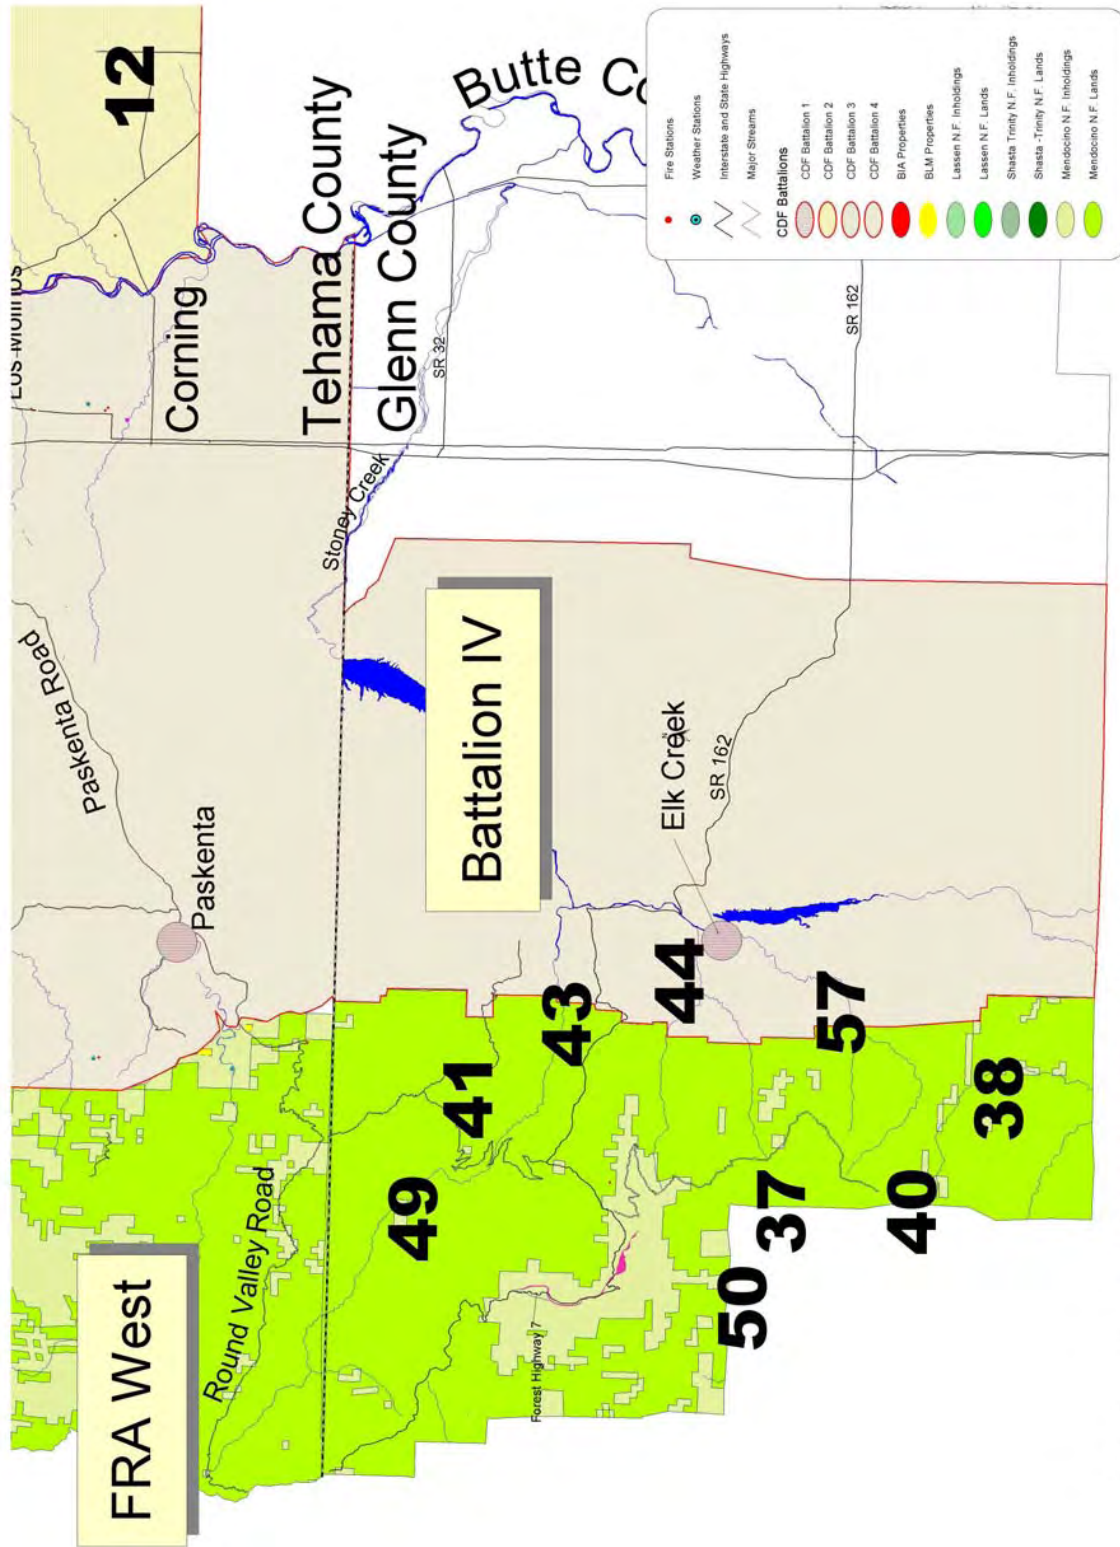 12
Los Molinos
Corning
Tehama County
Glenn County
Butte Co
SR 32
SR 162
Stoney Creek
Paskenta Road
Paskenta
Battalion IV
Elk Creek
SR 162
FRA West
Round Valley Road
Forest Highway 7
49
41
43
44
57
50
37
40
38
Fire Stations
Weather Stations
Interstate and State Highways
Major Streams
CDF Battalions
CDF Battalion 1
CDF Battalion 2
CDF Battalion 3
CDF Battalion 4
BIA Properties
BLM Properties
Lassen N.F. Inholdings
Lassen N.F. Lands
Shasta Trinity N.F. Inholdings
Shasta -Trinity N.F. Lands
Mendocino N.F. Inholdings
Mendocino N.F. Lands